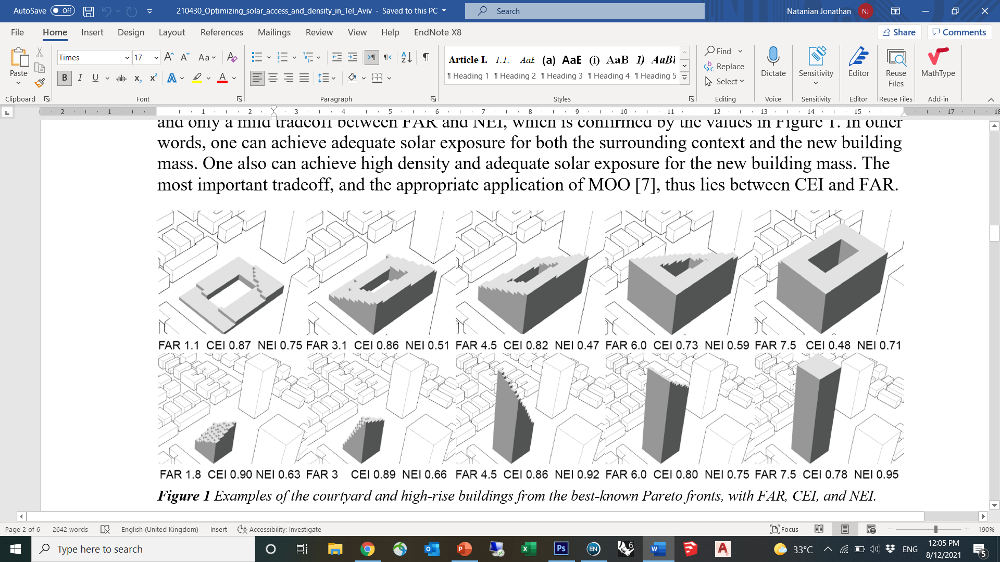 AutoSave Off 210430_Optimizing_solar_access_and_density_in_Tel_Aviv - Saved to this PC Search Natanian Jonathan NJ
File Home Insert Design Layout References Mailings Review View Help EndNote X8 Share Comments
Times 17 Aa Article I. 1.1. AaB (a) AaB (i) AaB 1) AaBl Find
Paste ¶ Heading 1 ¶ Heading 2 ¶ Heading 3 ¶ Heading 4 ¶ Heading 5 Replace Dictate Sensitivity Editor Reuse Files MathType
B I U ab x₂ x² A A Select
Clipboard Font Paragraph Styles Editing Voice Sensitivity Editor Reuse Files Add-in
2 1 1 2 3 4 5 6 7 8 9 10 11 12 13 14 15 17 18
and only a mild tradeoff between FAR and NEI, which is confirmed by the values in Figure 1. In other
words, one can achieve adequate solar exposure for both the surrounding context and the new building
mass. One also can achieve high density and adequate solar exposure for the new building mass. The
most important tradeoff, and the appropriate application of MOO [7], thus lies between CEI and FAR.
FAR 1.1 CEI 0.87 NEI 0.75 FAR 3.1 CEI 0.86 NEI 0.51 FAR 4.5 CEI 0.82 NEI 0.47 FAR 6.0 CEI 0.73 NEI 0.59 FAR 7.5 CEI 0.48 NEI 0.71
FAR 1.8 CEI 0.90 NEI 0.63 FAR 3 CEI 0.89 NEI 0.66 FAR 4.5 CEI 0.86 NEI 0.92 FAR 6.0 CEI 0.80 NEI 0.75 FAR 7.5 CEI 0.78 NEI 0.95
Figure 1 Examples of the courtyard and high-rise buildings from the best-known Pareto fronts, with FAR, CEI, and NEI.
Page 2 of 6 2642 words English (United Kingdom) Insert Accessibility: Investigate Focus 190%
Type here to search EN 6 33°C ENG 12:05 PM
8/12/2021 5